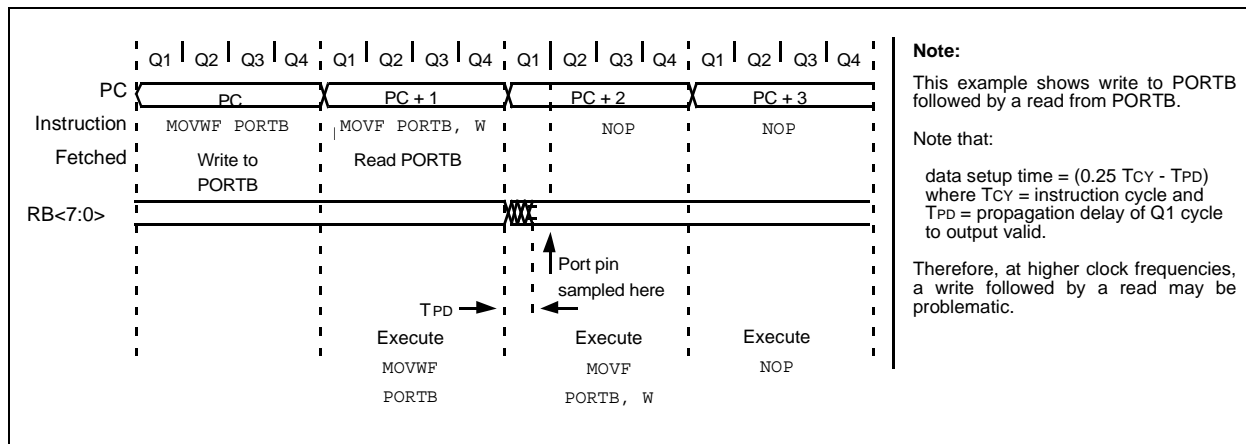 Q1 Q2 Q3 Q4 Q1 Q2 Q3 Q4 Q1 Q2 Q3 Q4 Q1 Q2 Q3 Q4
PC PC PC + 1 PC + 2 PC + 3
Instruction MOVWF PORTB MOVF PORTB, W NOP NOP
Fetched Write to Read PORTB
PORTB
RB<7:0>
Port pin
sampled here
TPD
Execute Execute Execute
MOVWF MOVF NOP
PORTB PORTB, W
Note:
This example shows write to PORTB
followed by a read from PORTB.
Note that:
data setup time = (0.25 TCY - TPD)
where TCY = instruction cycle and
TPD = propagation delay of Q1 cycle
to output valid.
Therefore, at higher clock frequencies,
a write followed by a read may be
problematic.